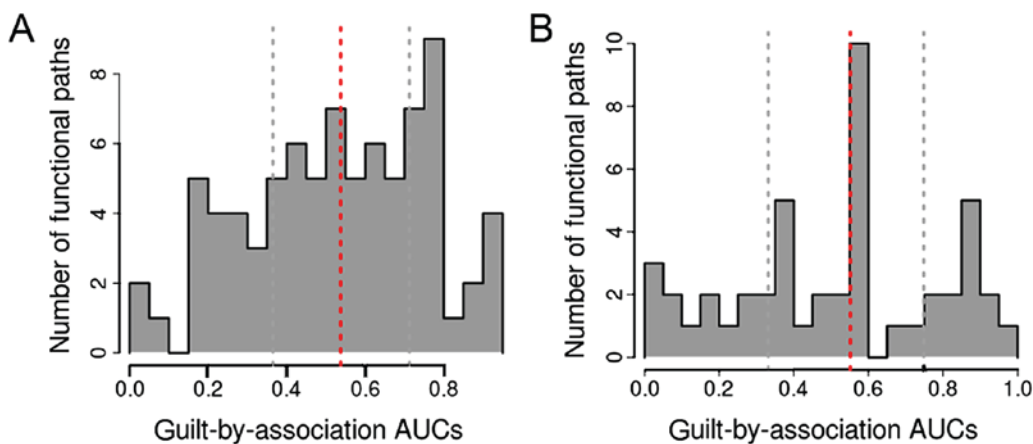 A
Number of functional paths
8
6
4
2
0
0.0 0.2 0.4 0.6 0.8
Guilt-by-association AUCs
B
Number of functional paths
10
8
6
4
2
0
0.0 0.2 0.4 0.6 0.8 1.0
Guilt-by-association AUCs